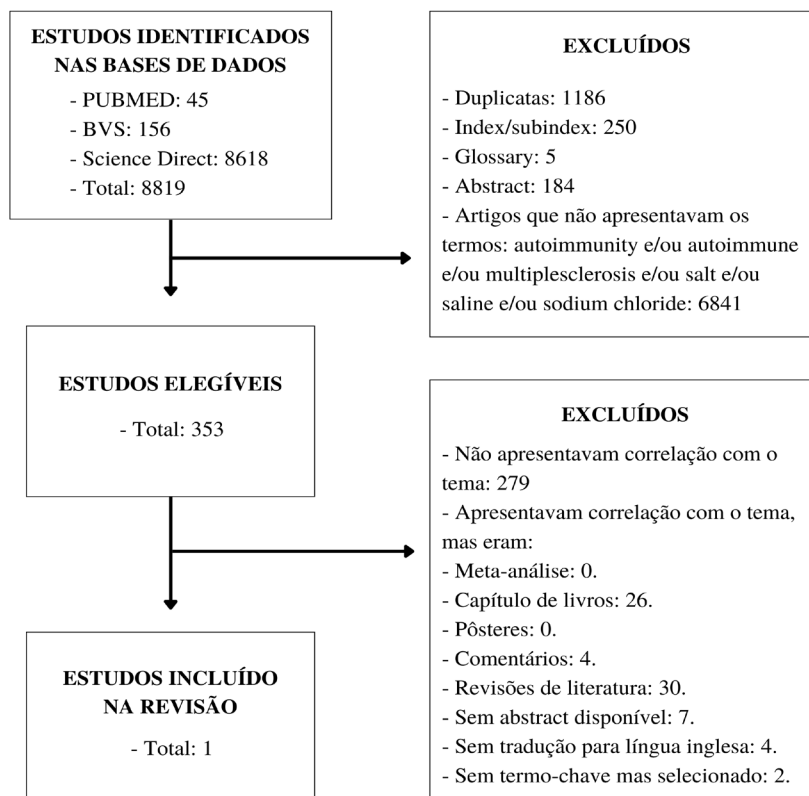 ESTUDOS IDENTIFICADOS
NAS BASES DE DADOS
- PUBMED: 45
- BVS: 156
- Science Direct: 8618
- Total: 8819
EXCLUÍDOS
- Duplicatas: 1186
- Index/subindex: 250
- Glossary: 5
- Abstract: 184
- Artigos que não apresentavam os
termos: autoimmunity e/ou autoimmune
e/ou multiplesclerosis e/ou salt e/ou
saline e/ou sodium chloride: 6841
ESTUDOS ELEGÍVEIS
- Total: 353
EXCLUÍDOS
- Não apresentavam correlação com o
tema: 279
- Apresentavam correlação com o tema,
mas eram:
- Meta-análise: 0.
- Capítulo de livros: 26.
- Pôsteres: 0.
- Comentários: 4.
- Revisões de literatura: 30.
- Sem abstract disponível: 7.
- Sem tradução para língua inglesa: 4.
- Sem termo-chave mas selecionado: 2.
ESTUDOS INCLUÍDO
NA REVISÃO
- Total: 1